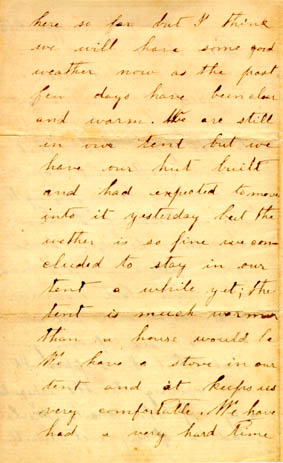 here so far but I think
we will have some good
weather now as the past
few days have been clear
and warm. We are still
in owe tent but we
have our hut built
and had expected to move
into it yesterday but the
wether is so fine we con
cluded to stay in our
tent a while yet; the
tent is much warmer
than a house would be
We have a stove in our
tent and it keeps us
very comfortable. We have
had a very hard time